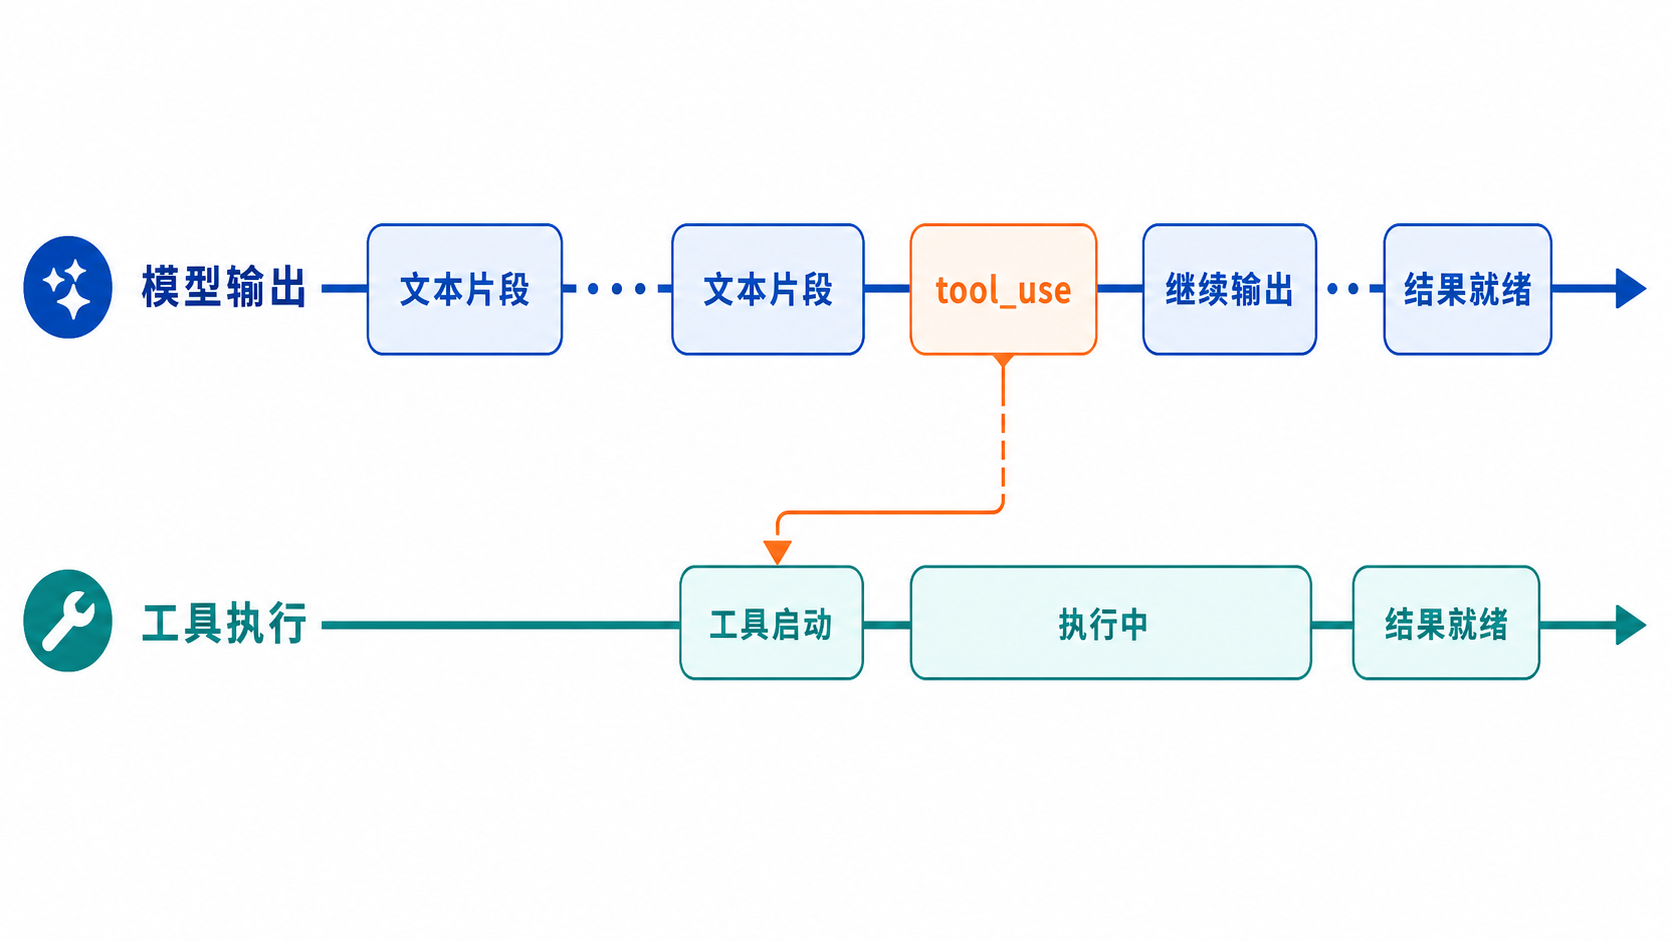 模型输出
文本片段
文本片段
tool_use
继续输出
结果就绪
工具执行
工具启动
执行中
结果就绪